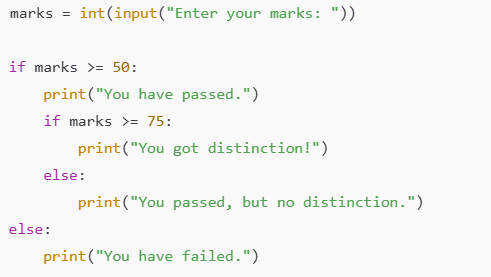 marks = int(input("Enter your marks: "))

if marks >= 50:
    print("You have passed.")
    if marks >= 75:
        print("You got distinction!")
    else:
        print("You passed, but no distinction.")
else:
    print("You have failed.")